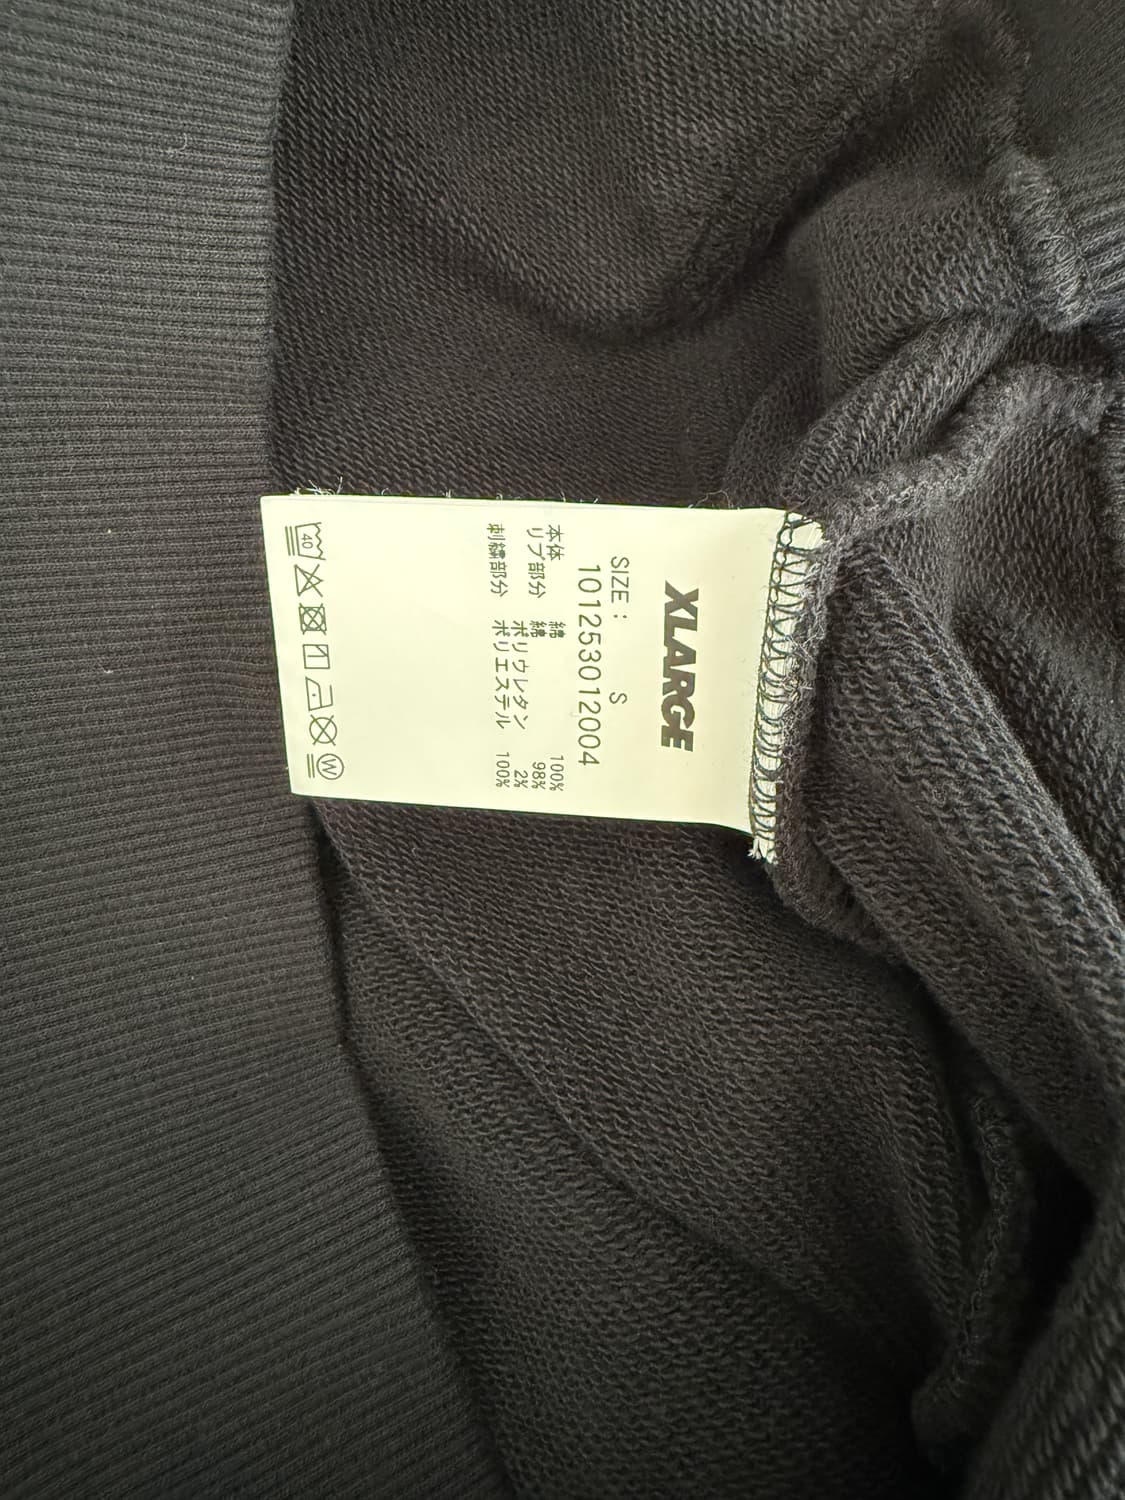 XLARGE
SIZE: S
101253012004
本体 綿 100%
リブ部分 綿 98%
ポリウレタン 2%
刺繍部分 ポリエステル 100%
40
W